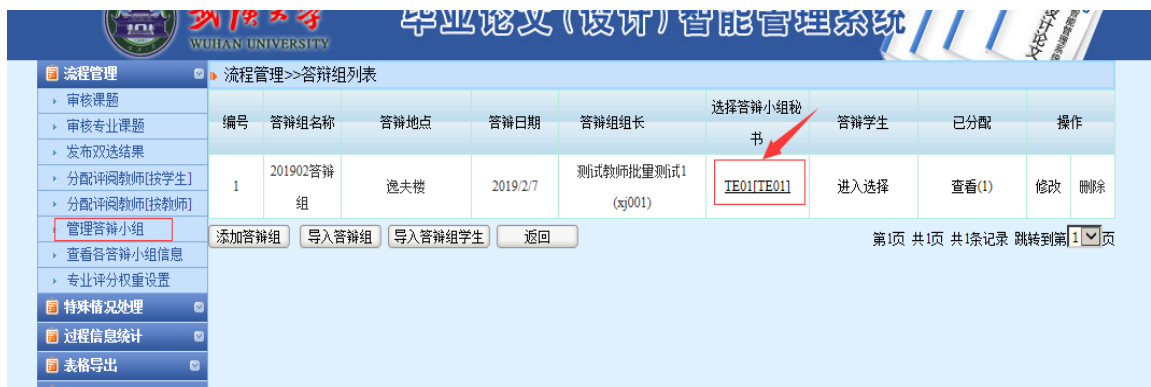 武汉大学 毕业论文(设计)智能管理系统
WUHAN UNIVERSITY
流程管理
流程管理>>答辩组列表
审核课题
审核专业课题
发布双选结果
分配评阅教师[按学生]
分配评阅教师[按教师]
管理答辩小组
查看各答辩小组信息
专业评分权重设置
特殊情况处理
过程信息统计
表格导出
编号 答辩组名称 答辩地点 答辩日期 答辩组组长 选择答辩小组秘 答辩学生 已分配 操作
书
1 201902答辩 逸夫楼 2019/2/7 测试教师批量测试1 TE01[TE01] 进入选择 查看(1) 修改 删除
组 (xj001)
添加答辩组 导入答辩组 导入答辩组学生 返回 第1页 共1页 共1条记录 跳转到第 1 页